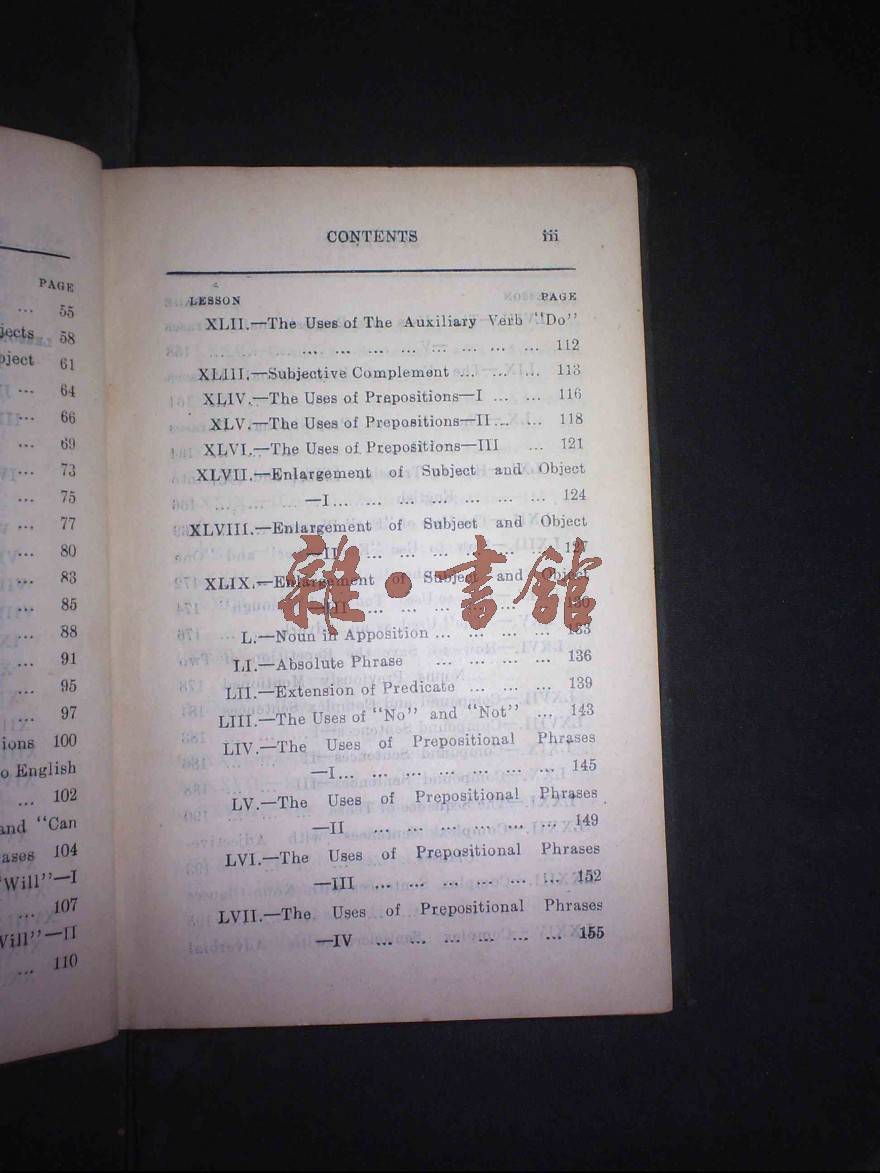 PAGE
... 55
jects 58
bject 61
... 64
... 66
... 69
... 73
... 75
... 77
... 80
... 83
... 85
... 88
... 91
... 95
... 97
ions 100
o English
... 102
and "Can
ases 104
"Will"—I
... 107
Will"—II
... 110
CONTENTS iii
LESSON PAGE
XLII.—The Uses of The Auxiliary Verb "Do"
... ... ... ... ... ... ... ... ... ... 112
XLIII.—Subjective Complement ... ... ... 113
XLIV.—The Uses of Prepositions—I ... ... 116
XLV.—The Uses of Prepositions—II ... ... 118
XLVI.—The Uses of Prepositions—III ... 121
XLVII.—Enlargement of Subject and Object
—I ... ... ... ... ... ... ... 124
XLVIII.—Enlargement of Subject and Object
—II ... ... ... ... ... ... 127
XLIX.—Enlargement of Subject and Object
—III ... ... ... ... ... ... 130
L.—Noun in Apposition ... ... ... ... 133
LI.—Absolute Phrase ... ... ... ... 136
LII.—Extension of Predicate ... ... ... 139
LIII.—The Uses of "No" and "Not" ... 143
LIV.—The Uses of Prepositional Phrases
—I ... ... ... ... ... ... ... 145
LV.—The Uses of Prepositional Phrases
—II ... ... ... ... ... ... 149
LVI.—The Uses of Prepositional Phrases
—III ... ... ... ... ... ... 152
LVII.—The Uses of Prepositional Phrases
—IV ... ... ... ... ... ... 155
雜·書館